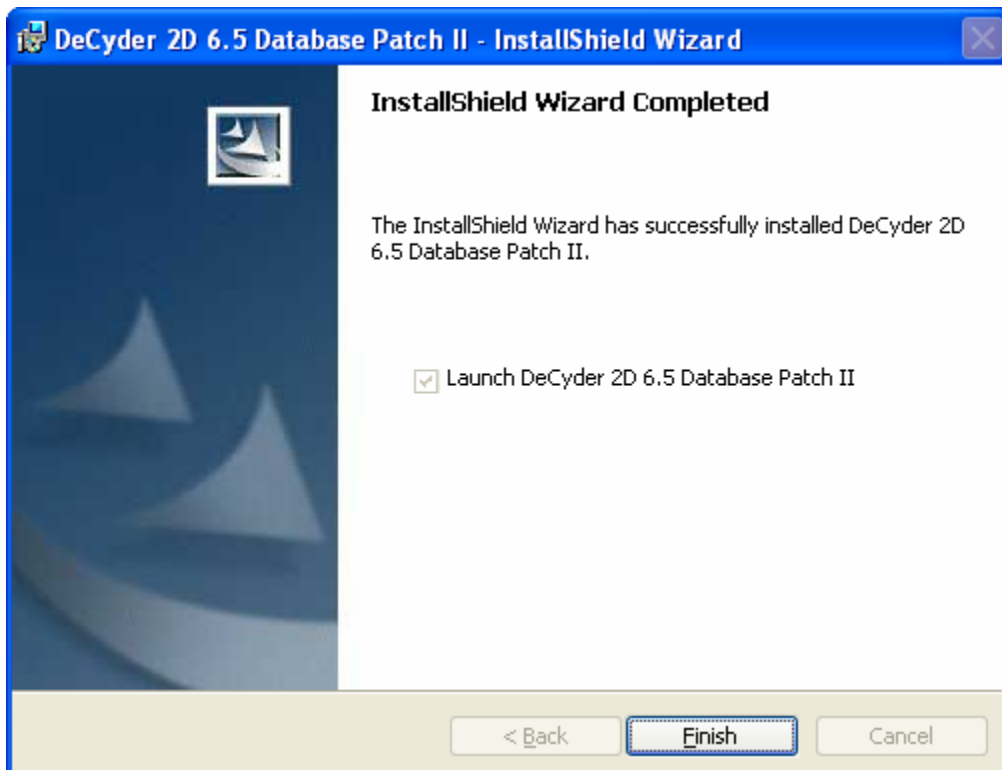 DeCyder 2D 6.5 Database Patch II - InstallShield Wizard
InstallShield Wizard Completed
The InstallShield Wizard has successfully installed DeCyder 2D
6.5 Database Patch II.
Launch DeCyder 2D 6.5 Database Patch II
< Back Finish Cancel